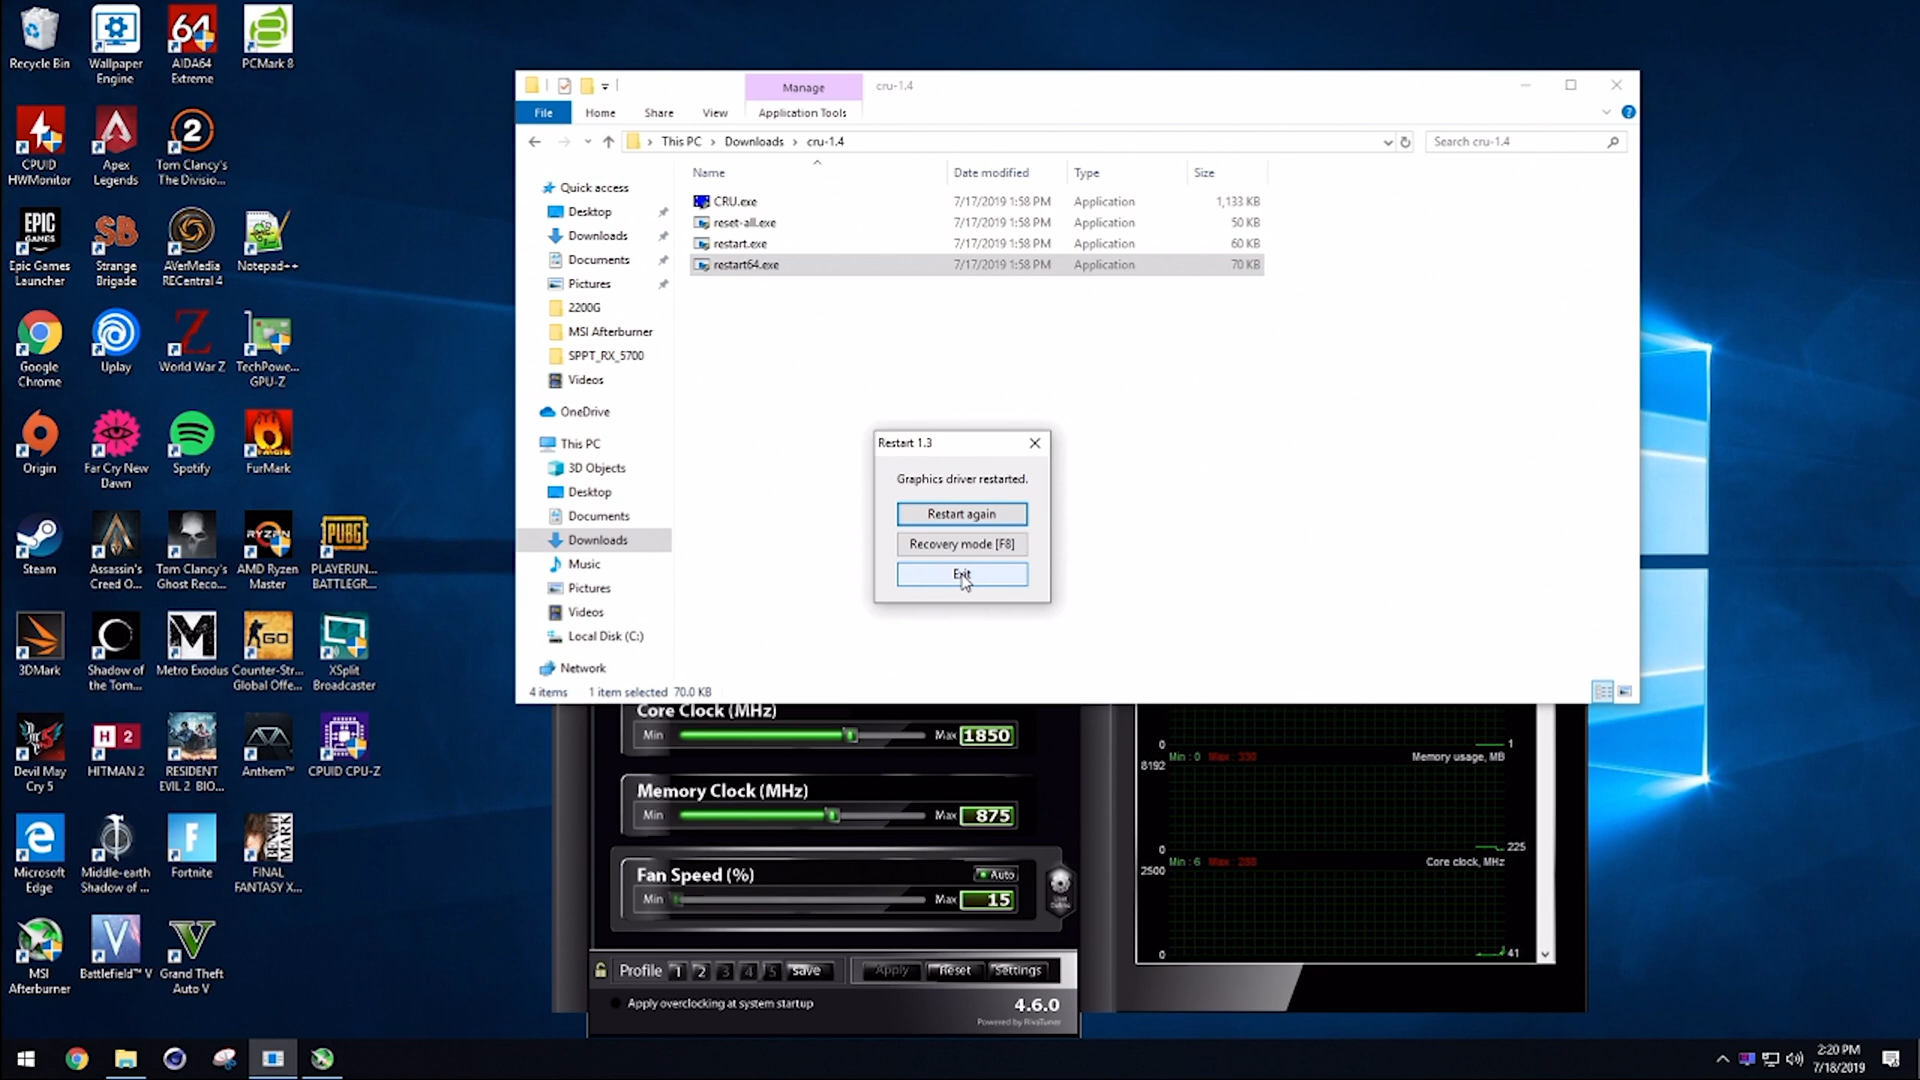 Recycle Bin
Wallpaper
Engine
AIDA64
Extreme
PCMark 8
CPUID
HWMonitor
Apex
Legends
Tom Clancy's
The Divisio...
Epic Games
Launcher
Strange
Brigade
AVerMedia
RECentral 4
Notepad++
Google
Chrome
Uplay
World War Z
TechPowe...
GPU-Z
Origin
Far Cry New
Dawn
Spotify
FurMark
Steam
Assassin's
Creed O...
Tom Clancy's
Ghost Reco...
AMD Ryzen
Master
PLAYERUN...
BATTLEGR...
3DMark
Shadow of
the Tom...
Metro Exodus
Counter-Str...
Global Offe...
XSplit
Broadcaster
Devil May
Cry 5
HITMAN 2
RESIDENT
EVIL 2 BIO...
Anthem™
CPUID CPU-Z
Microsoft
Edge
Middle-earth
Shadow of ...
Fortnite
FINAL
FANTASY X...
MSI
Afterburner
Battlefield™ V
Grand Theft
Auto V
Manage
cru-1.4
File
Home
Share
View
Application Tools
This PC > Downloads > cru-1.4
Search cru-1.4
Name
Date modified
Type
Size
CRU.exe 7/17/2019 1:58 PM Application 1,133 KB
reset-all.exe 7/17/2019 1:58 PM Application 50 KB
restart.exe 7/17/2019 1:58 PM Application 60 KB
restart64.exe 7/17/2019 1:58 PM Application 70 KB
Quick access
Desktop
Downloads
Documents
Pictures
2200G
MSI Afterburner
SPPT_RX_5700
Videos
OneDrive
This PC
3D Objects
Desktop
Documents
Downloads
Music
Pictures
Videos
Local Disk (C:)
Network
4 items 1 item selected 70.0 KB
Restart 1.3
Graphics driver restarted.
Restart again
Recovery mode [F8]
Exit
Core Clock (MHz)
Min Max 1850
Memory Clock (MHz)
Min Max 875
Fan Speed (%) Auto
Min Max 15
Profile 1 2 3 4 5 Save
Apply Reset Settings
Apply overclocking at system startup
4.6.0
Powered by RivaTuner
0 1
8192 Min : 0 Max : 330 Memory usage, MB
0 225
2500 Min : 6 Max : 288 Core clock, MHz
0 41
2:20 PM
7/18/2019